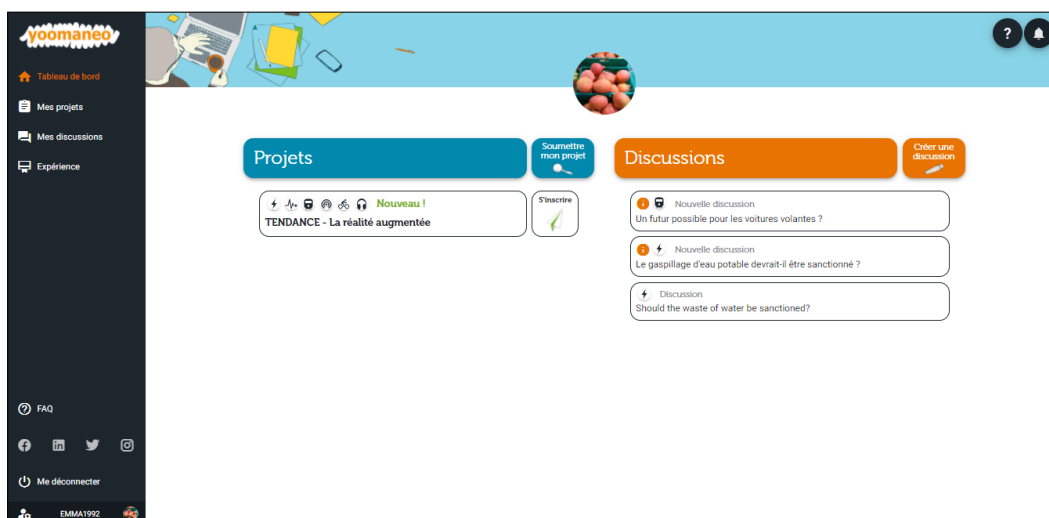 yoomaneo
Tableau de bord
Mes projets
Mes discussions
Expérience
FAQ
Me déconnecter
EMMA1992
?
Projets
Soumettre
mon projet
Nouveau !
TENDANCE - La réalité augmentée
S'inscrire
Discussions
Créer une
discussion
Nouvelle discussion
Un futur possible pour les voitures volantes ?
Nouvelle discussion
Le gaspillage d'eau potable devrait-il être sanctionné ?
Discussion
Should the waste of water be sanctioned?